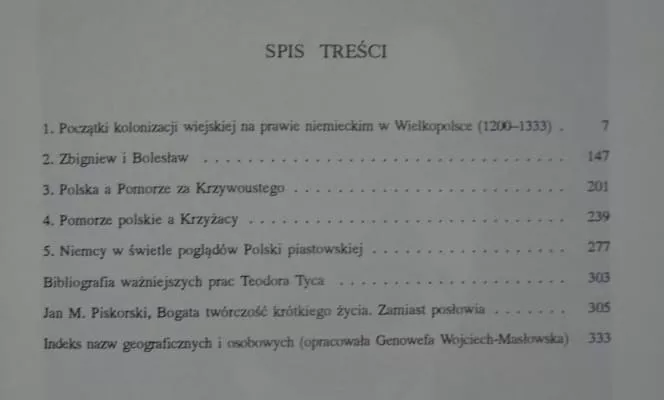 SPIS TREŚCI
1. Początki kolonizacji wiejskiej na prawie niemieckim w Wielkopolsce (1200–1333) . 7
2. Zbigniew i Bolesław . . . . . . . . . . . . . . . . . . . . . . . . . . . . . . . . . 147
3. Polska a Pomorze za Krzywoustego . . . . . . . . . . . . . . . . . . . . . . . . 201
4. Pomorze polskie a Krzyżacy . . . . . . . . . . . . . . . . . . . . . . . . . . . . 239
5. Niemcy w świetle poglądów Polski piastowskiej . . . . . . . . . . . . . . . . . 277
Bibliografia ważniejszych prac Teodora Tyca . . . . . . . . . . . . . . . . . . . . 303
Jan M. Piskorski, Bogata twórczość krótkiego życia. Zamiast posłowia . . . . . . . 305
Indeks nazw geograficznych i osobowych (opracowała Genowefa Wojciech-Masłowska) 333